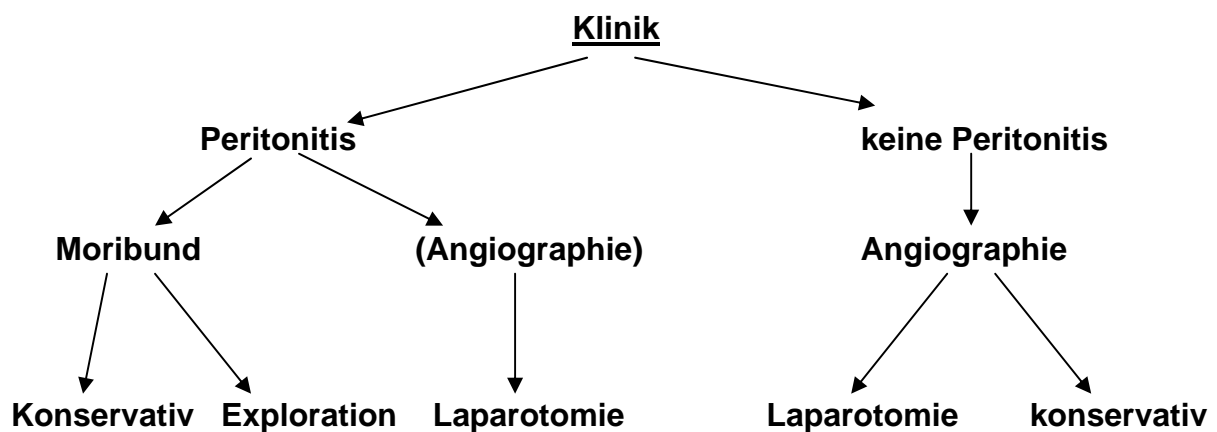 Klinik
Peritonitis keine Peritonitis
Moribund (Angiographie) Angiographie
Konservativ Exploration Laparotomie Laparotomie konservativ